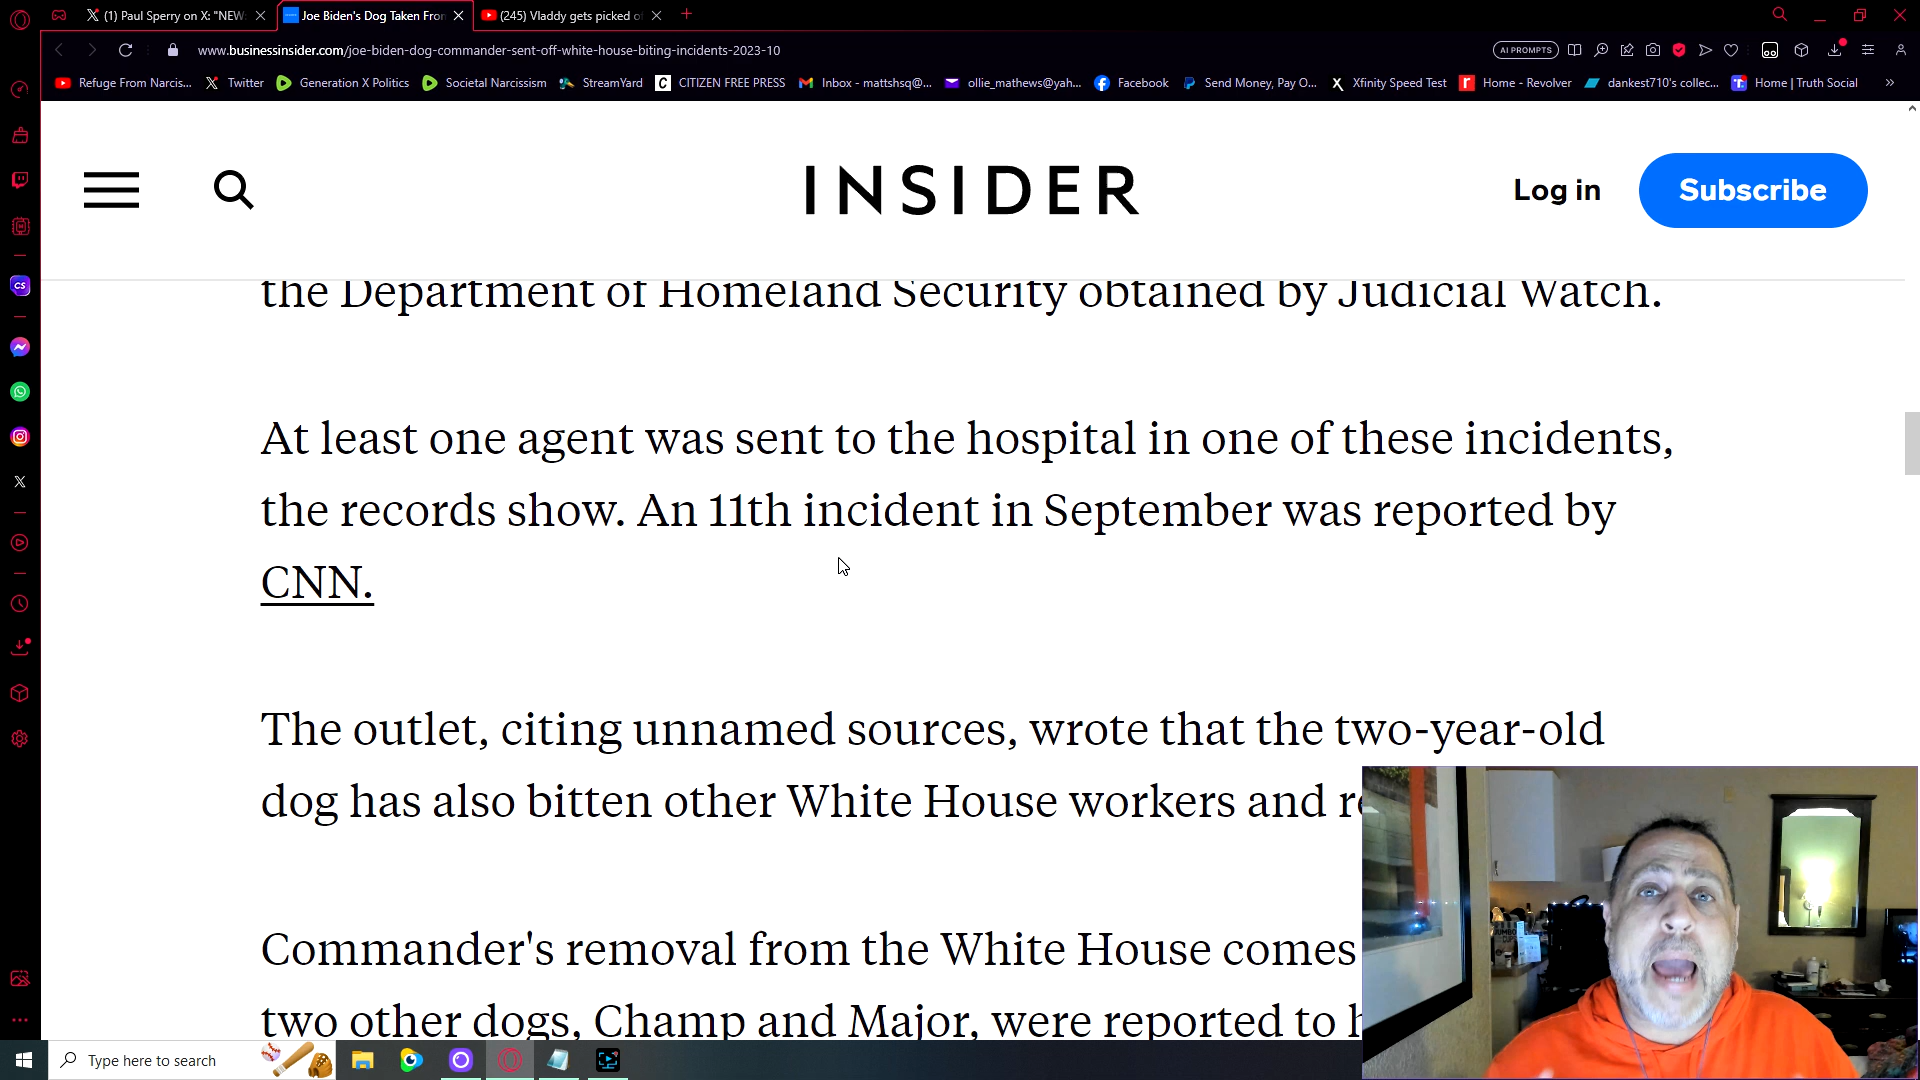 (1) Paul Sperry on X: "NEW
Joe Biden's Dog Taken Fron
(245) Vladdy gets picked o
www.businessinsider.com/joe-biden-dog-commander-sent-off-white-house-biting-incidents-2023-10
AI PROMPTS
Refuge From Narcis...
Twitter
Generation X Politics
Societal Narcissism
StreamYard
CITIZEN FREE PRESS
Inbox - mattshsq@...
ollie_mathews@yah...
Facebook
Send Money, Pay O...
Xfinity Speed Test
Home - Revolver
dankest710's collec...
Home | Truth Social
INSIDER
Log in
Subscribe
the Department of Homeland Security obtained by Judicial Watch.
At least one agent was sent to the hospital in one of these incidents,
the records show. An 11th incident in September was reported by
CNN.
The outlet, citing unnamed sources, wrote that the two-year-old
dog has also bitten other White House workers and
Commander's removal from the White House comes
two other dogs, Champ and Major, were reported to
Type here to search